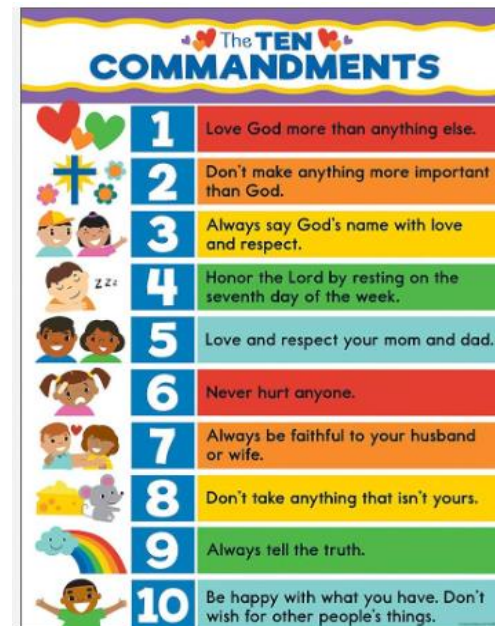 The TEN
COMMANDMENTS
1
Love God more than anything else.
2
Don't make anything more important
than God.
3
Always say God's name with love
and respect.
zzz
4
Honor the Lord by resting on the
seventh day of the week.
5
Love and respect your mom and dad.
6
Never hurt anyone.
7
Always be faithful to your husband
or wife.
8
Don't take anything that isn't yours.
9
Always tell the truth.
10
Be happy with what you have. Don't
wish for other people's things.